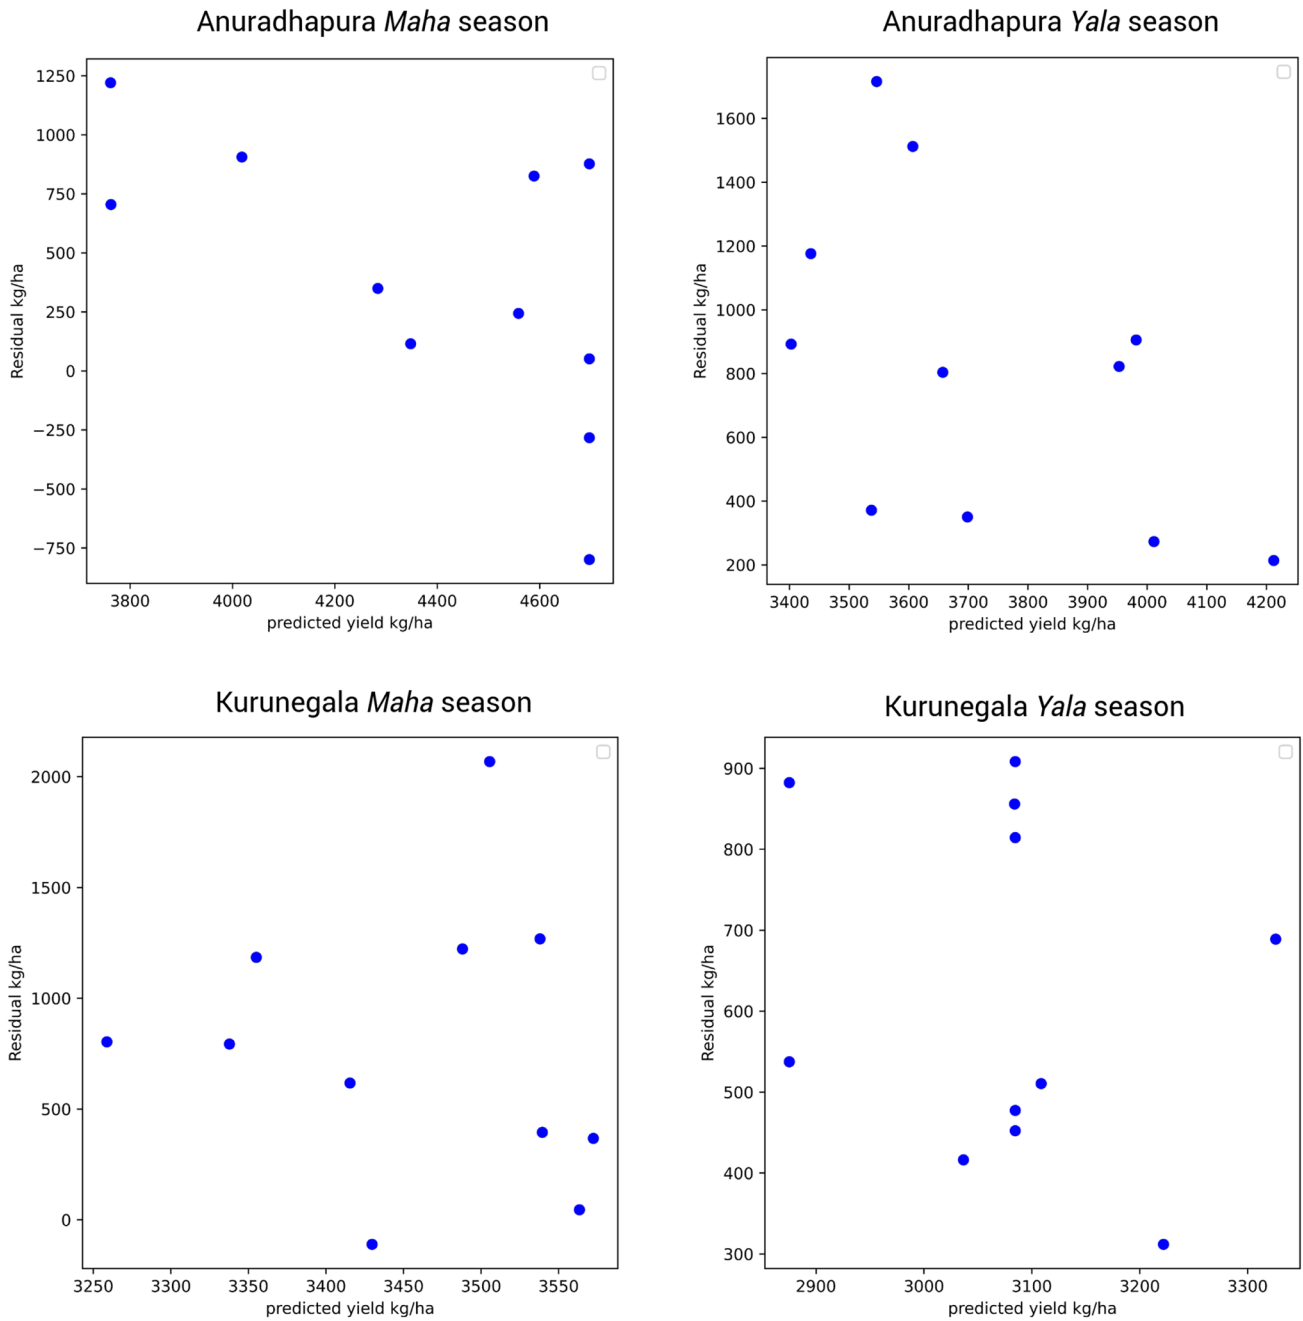 Anuradhapura Maha season
1250
1000
750
500
250
0
−250
−500
−750
Residual kg/ha
3800 4000 4200 4400 4600
predicted yield kg/ha
Anuradhapura Yala season
1600
1400
1200
1000
800
600
400
200
Residual kg/ha
3400 3500 3600 3700 3800 3900 4000 4100 4200
predicted yield kg/ha
Kurunegala Maha season
2000
1500
1000
500
0
Residual kg/ha
3250 3300 3350 3400 3450 3500 3550
predicted yield kg/ha
Kurunegala Yala season
900
800
700
600
500
400
300
Residual kg/ha
2900 3000 3100 3200 3300
predicted yield kg/ha